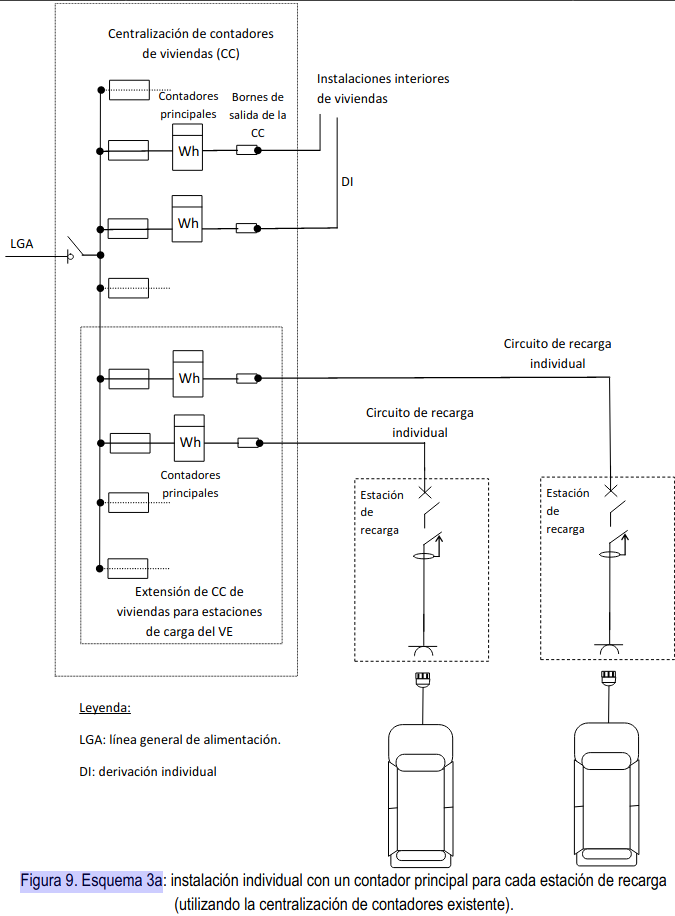 Centralización de contadores
de viviendas (CC)
Instalaciones interiores
de viviendas
Contadores
principales
Bornes de
salida de la
CC
Wh
DI
Wh
LGA
Circuito de recarga
individual
Wh
Circuito de recarga
individual
Wh
Contadores
principales
Estación
de
recarga
Estación
de
recarga
Extensión de CC de
viviendas para estaciones
de carga del VE
Leyenda:
LGA: línea general de alimentación.
DI: derivación individual
Figura 9. Esquema 3a: instalación individual con un contador principal para cada estación de recarga
(utilizando la centralización de contadores existente).